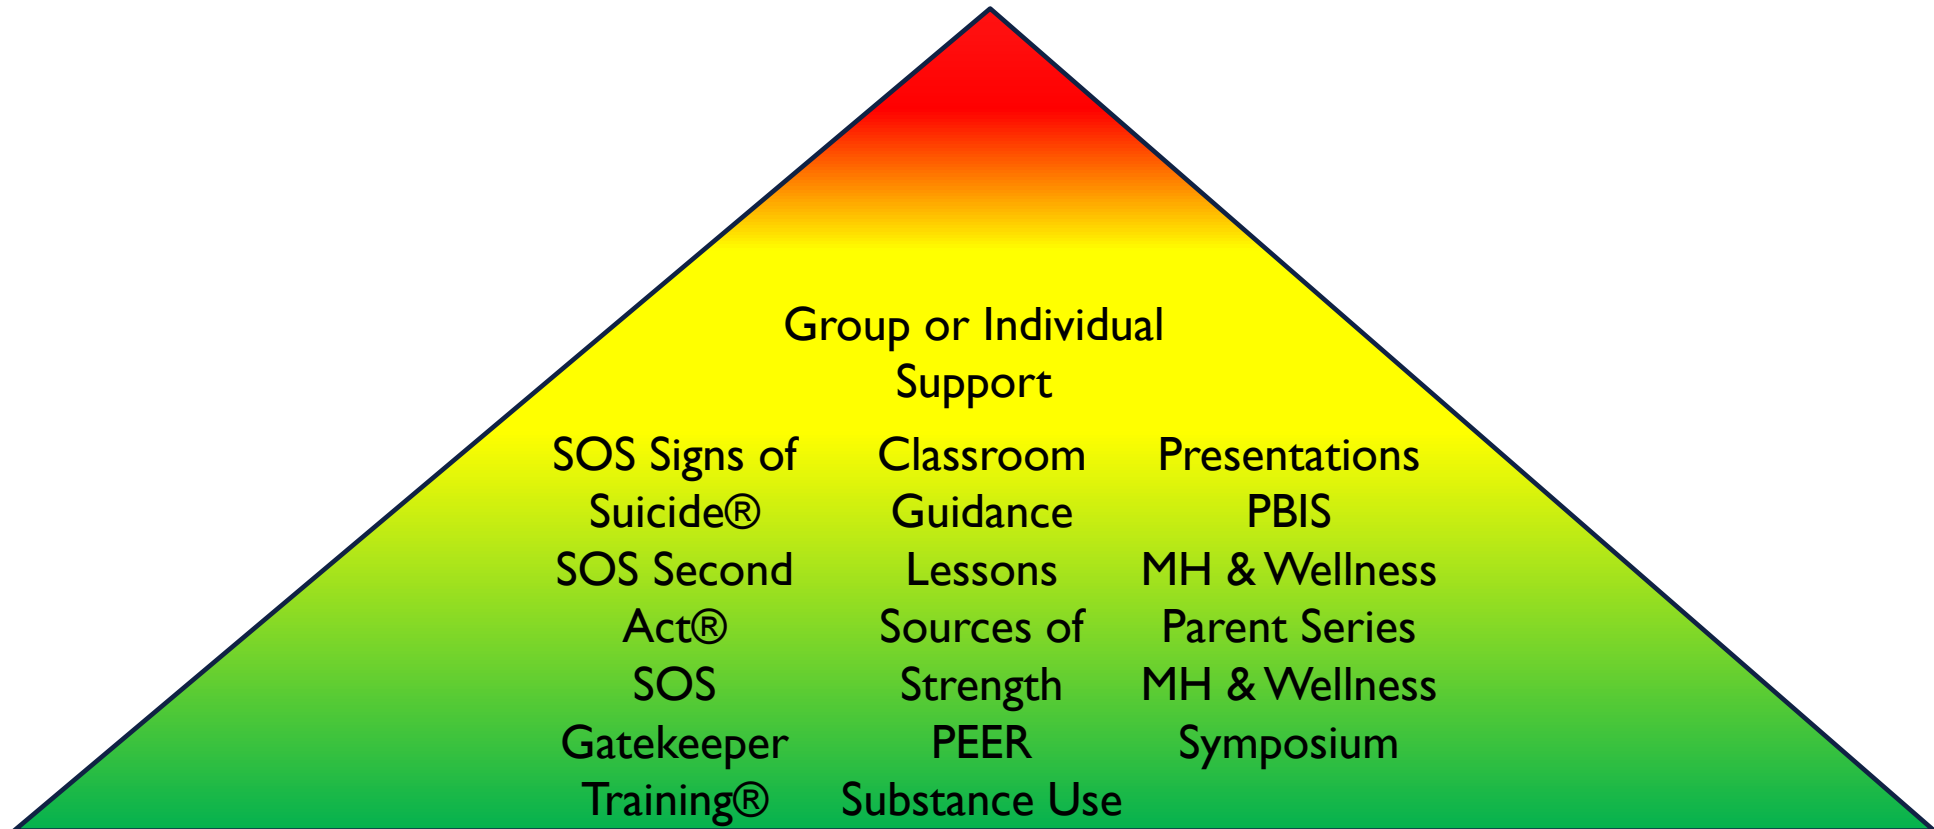 Group or Individual
Support
SOS Signs of
Suicide®
SOS Second
Act®
SOS
Gatekeeper
Training®
Classroom
Guidance
Lessons
Sources of
Strength
PEER
Substance Use
Presentations
PBIS
MH & Wellness
Parent Series
MH & Wellness
Symposium